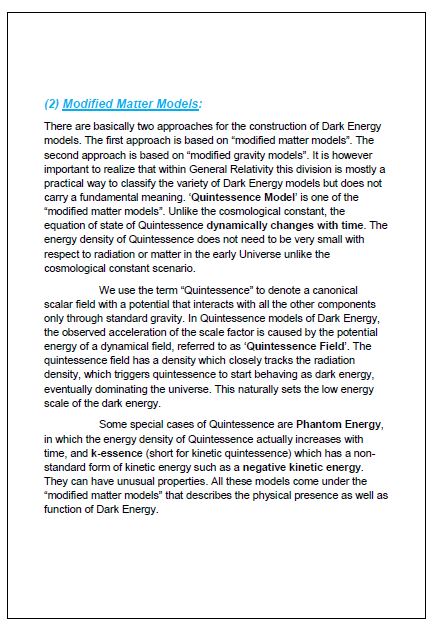 (2) Modified Matter Models:
There are basically two approaches for the construction of Dark Energy
models. The first approach is based on “modified matter models”. The
second approach is based on “modified gravity models”. It is however
important to realize that within General Relativity this division is mostly a
practical way to classify the variety of Dark Energy models but does not
carry a fundamental meaning. ‘Quintessence Model’ is one of the
“modified matter models”. Unlike the cosmological constant, the
equation of state of Quintessence dynamically changes with time. The
energy density of Quintessence does not need to be very small with
respect to radiation or matter in the early Universe unlike the
cosmological constant scenario.
We use the term “Quintessence” to denote a canonical
scalar field with a potential that interacts with all the other components
only through standard gravity. In Quintessence models of Dark Energy,
the observed acceleration of the scale factor is caused by the potential
energy of a dynamical field, referred to as ‘Quintessence Field’. The
quintessence field has a density which closely tracks the radiation
density, which triggers quintessence to start behaving as dark energy,
eventually dominating the universe. This naturally sets the low energy
scale of the dark energy.
Some special cases of Quintessence are Phantom Energy,
in which the energy density of Quintessence actually increases with
time, and k-essence (short for kinetic quintessence) which has a non-
standard form of kinetic energy such as a negative kinetic energy.
They can have unusual properties. All these models come under the
“modified matter models” that describes the physical presence as well as
function of Dark Energy.